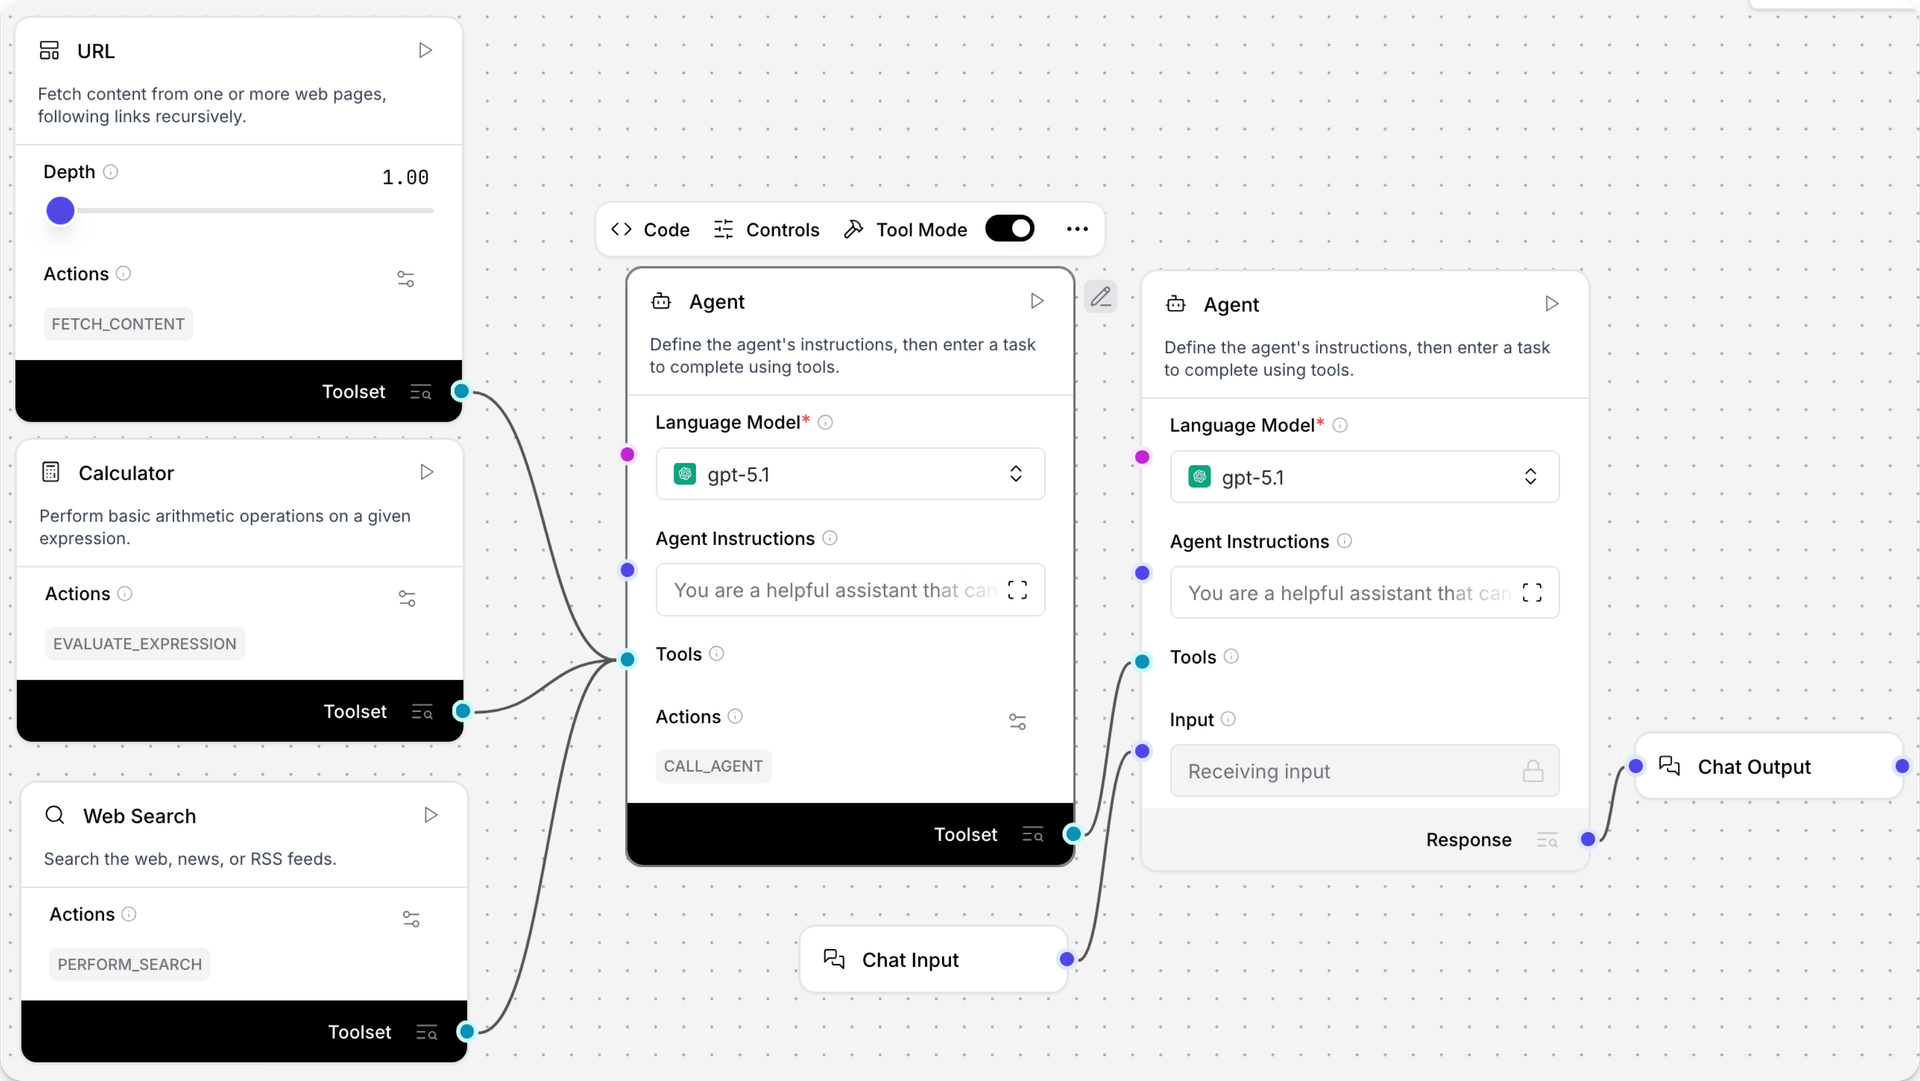 URL
Fetch content from one or more web pages,
following links recursively.
Depth
1.00
Actions
FETCH_CONTENT
Toolset
Calculator
Perform basic arithmetic operations on a given
expression.
Actions
EVALUATE_EXPRESSION
Toolset
Web Search
Search the web, news, or RSS feeds.
Actions
PERFORM_SEARCH
Toolset
Code Controls Tool Mode
Agent
Define the agent's instructions, then enter a task
to complete using tools.
Language Model*
gpt-5.1
Agent Instructions
You are a helpful assistant that can
Tools
Actions
CALL_AGENT
Toolset
Chat Input
Agent
Define the agent's instructions, then enter a task
to complete using tools.
Language Model*
gpt-5.1
Agent Instructions
You are a helpful assistant that can
Tools
Input
Receiving input
Response
Chat Output